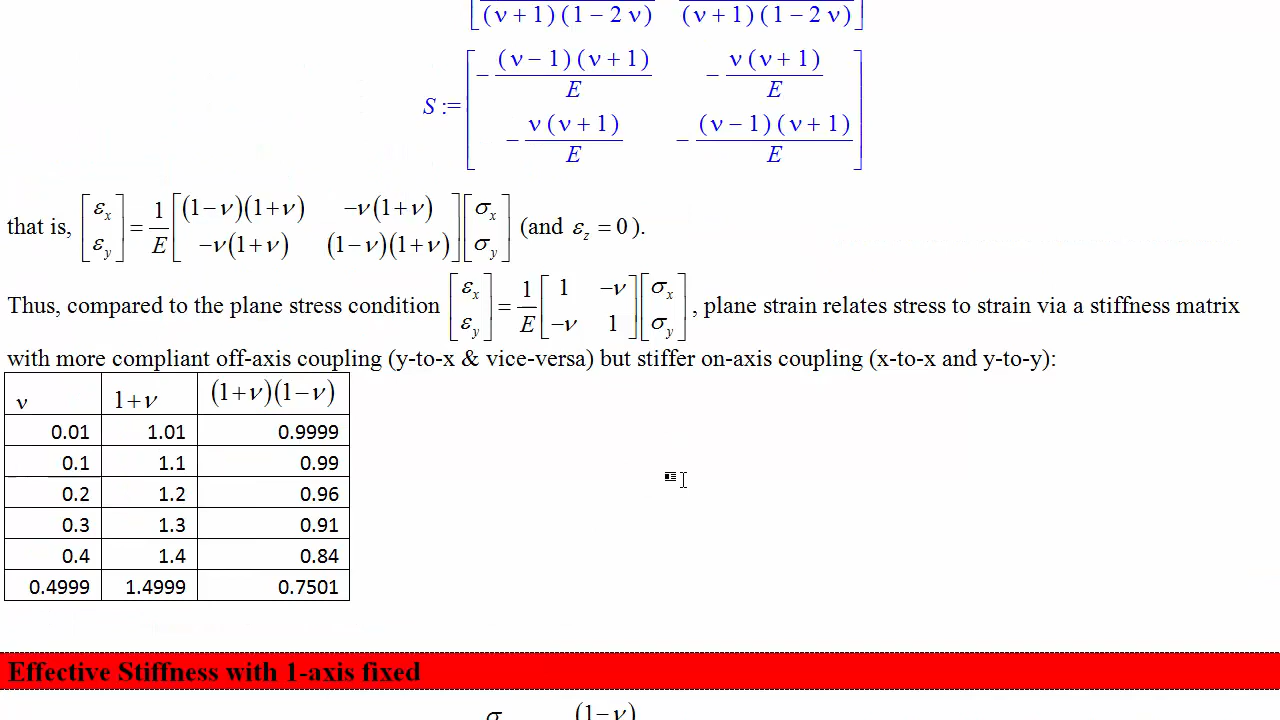 (ν+1)(1−2 ν) (ν+1)(1−2 ν)
S := [ −(ν−1)(ν+1)/E −ν(ν+1)/E
−ν(ν+1)/E −(ν−1)(ν+1)/E ]
that is, [εx εy] = 1/E [(1−ν)(1+ν) −ν(1+ν) −ν(1+ν) (1−ν)(1+ν)] [σx σy] (and εz = 0 ).
Thus, compared to the plane stress condition [εx εy] = 1/E [1 −ν −ν 1] [σx σy] , plane strain relates stress to strain via a stiffness matrix
with more compliant off-axis coupling (y-to-x & vice-versa) but stiffer on-axis coupling (x-to-x and y-to-y):
ν 1+ν (1+ν)(1−ν)
0.01 1.01 0.9999
0.1 1.1 0.99
0.2 1.2 0.96
0.3 1.3 0.91
0.4 1.4 0.84
0.4999 1.4999 0.7501
Effective Stiffness with 1-axis fixed
σ (1−ν)